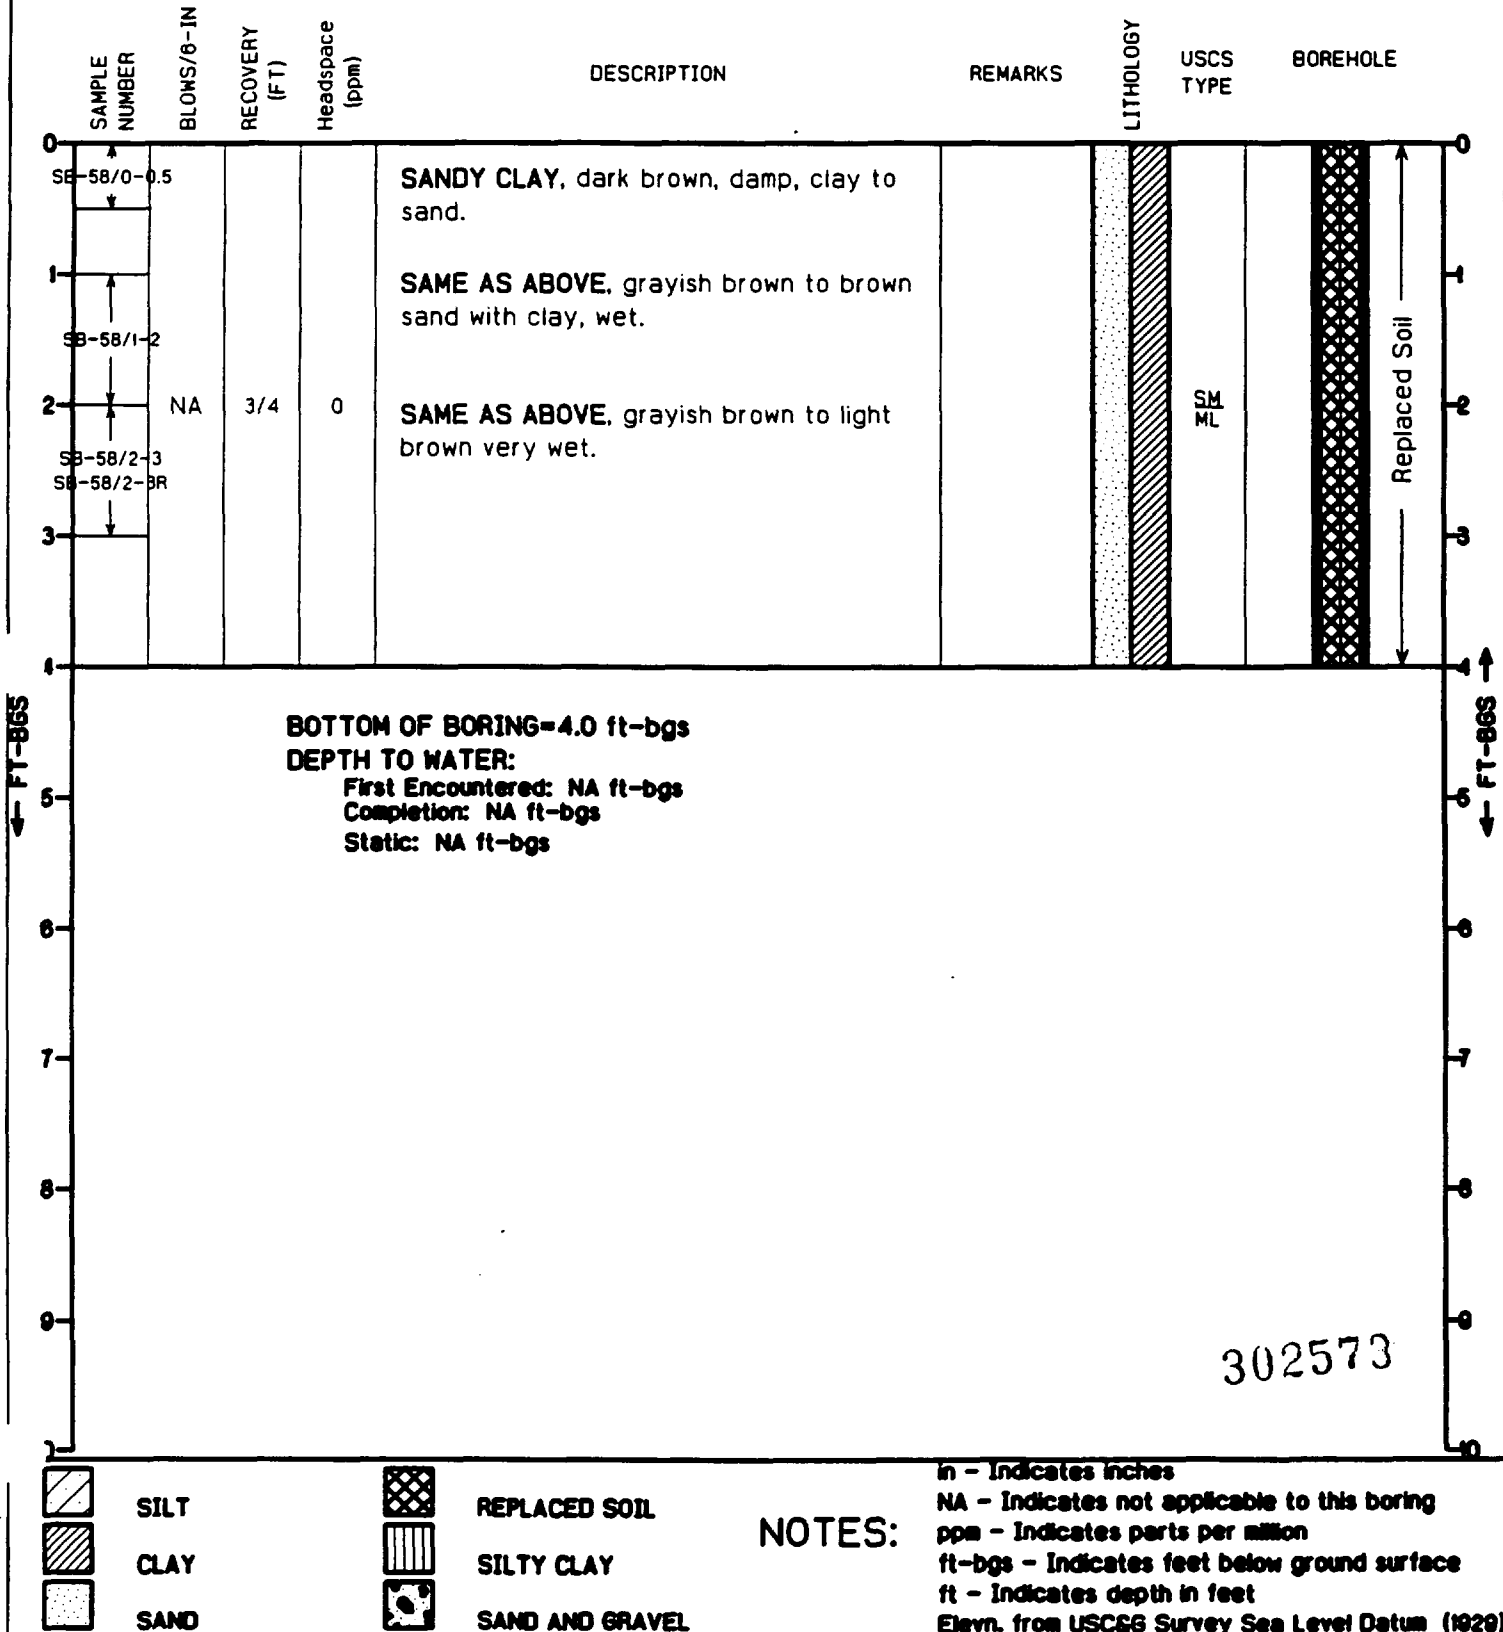 SAMPLE NUMBER
BLOWS/6-IN
RECOVERY (FT)
Headspace (ppm)
DESCRIPTION
REMARKS
LITHOLOGY
USCS TYPE
BOREHOLE
0
0
SB-58/0-0.5
SANDY CLAY, dark brown, damp, clay to
sand.
1
1
SAME AS ABOVE, grayish brown to brown
sand with clay, wet.
SB-58/1-2
Replaced Soil
2
NA
3/4
0
SAME AS ABOVE, grayish brown to light
brown very wet.
SM
ML
2
SB-58/2-3
SB-58/2-3R
3
3
4
4
← FT-BGS
← FT-BGS →
BOTTOM OF BORING=4.0 ft-bgs
DEPTH TO WATER:
First Encountered: NA ft-bgs
Completion: NA ft-bgs
Static: NA ft-bgs
5
5
6
6
7
7
8
8
9
9
302573
10
SILT
CLAY
SAND
REPLACED SOIL
SILTY CLAY
SAND AND GRAVEL
NOTES:
in - Indicates inches
NA - Indicates not applicable to this boring
ppm - Indicates parts per million
ft-bgs - Indicates feet below ground surface
ft - Indicates depth in feet
Elevn. from USC&G Survey Sea Level Datum (1929)